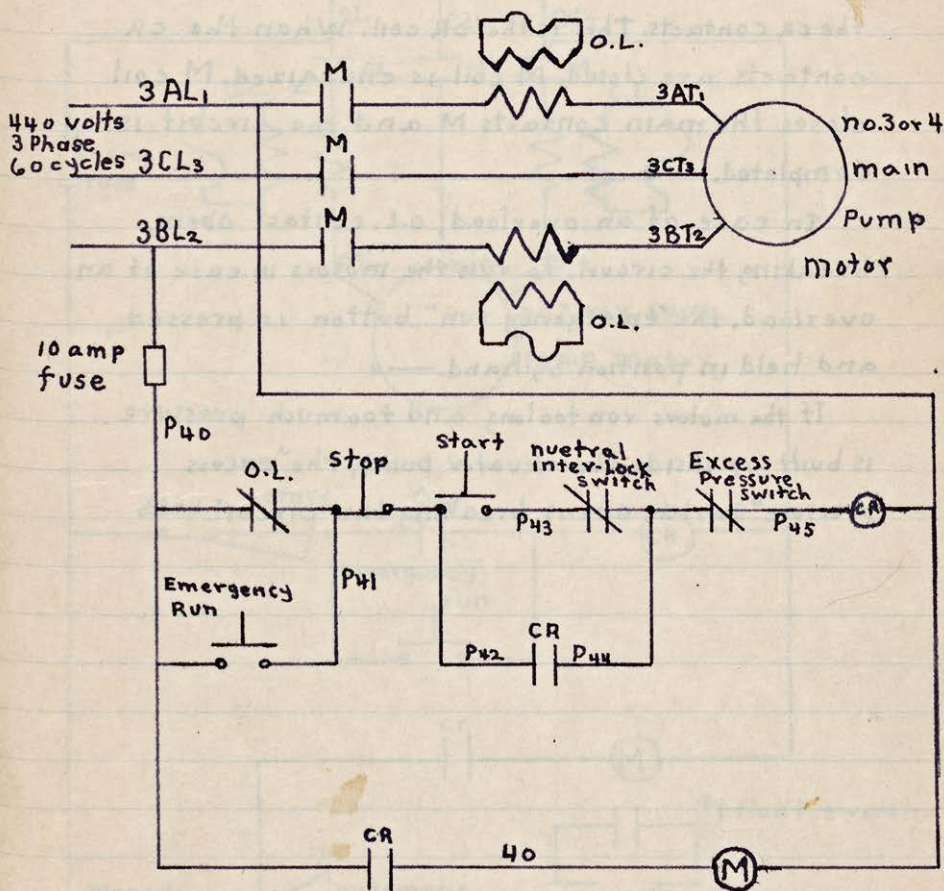 O.L.
M
3AL1
3AT1
440 volts
3 Phase
60 cycles
M
3CL3
3CT3
no. 3 or 4
main
Pump
motor
M
3BL2
3BT2
O.L.
10 amp
fuse
P40
O.L.
Stop
Start
nuetral
inter-lock
switch
Excess
Pressure
switch
P43
P45
CR
P41
Emergency
Run
CR
P42
P44
CR
40
M